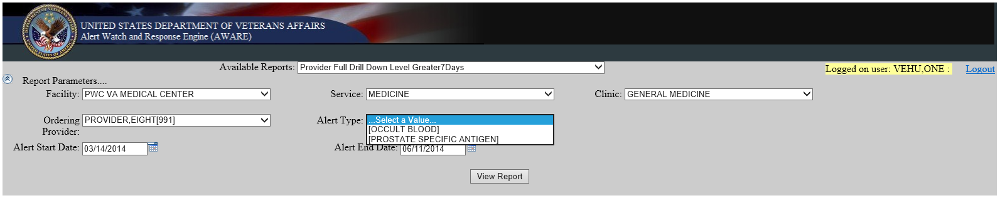 UNITED STATES DEPARTMENT OF VETERANS AFFAIRS
Alert Watch and Response Engine (AWARE)
Available Reports: Provider Full Drill Down Level Greater7Days
Logged on user: VEHU,ONE : Logout
Report Parameters....
Facility: PWC VA MEDICAL CENTER Service: MEDICINE Clinic: GENERAL MEDICINE
Ordering Provider: PROVIDER,EIGHT[991] Alert Type: ...Select a Value...
[OCCULT BLOOD]
[PROSTATE SPECIFIC ANTIGEN]
Alert Start Date: 03/14/2014 Alert End Date: 06/11/2014
View Report